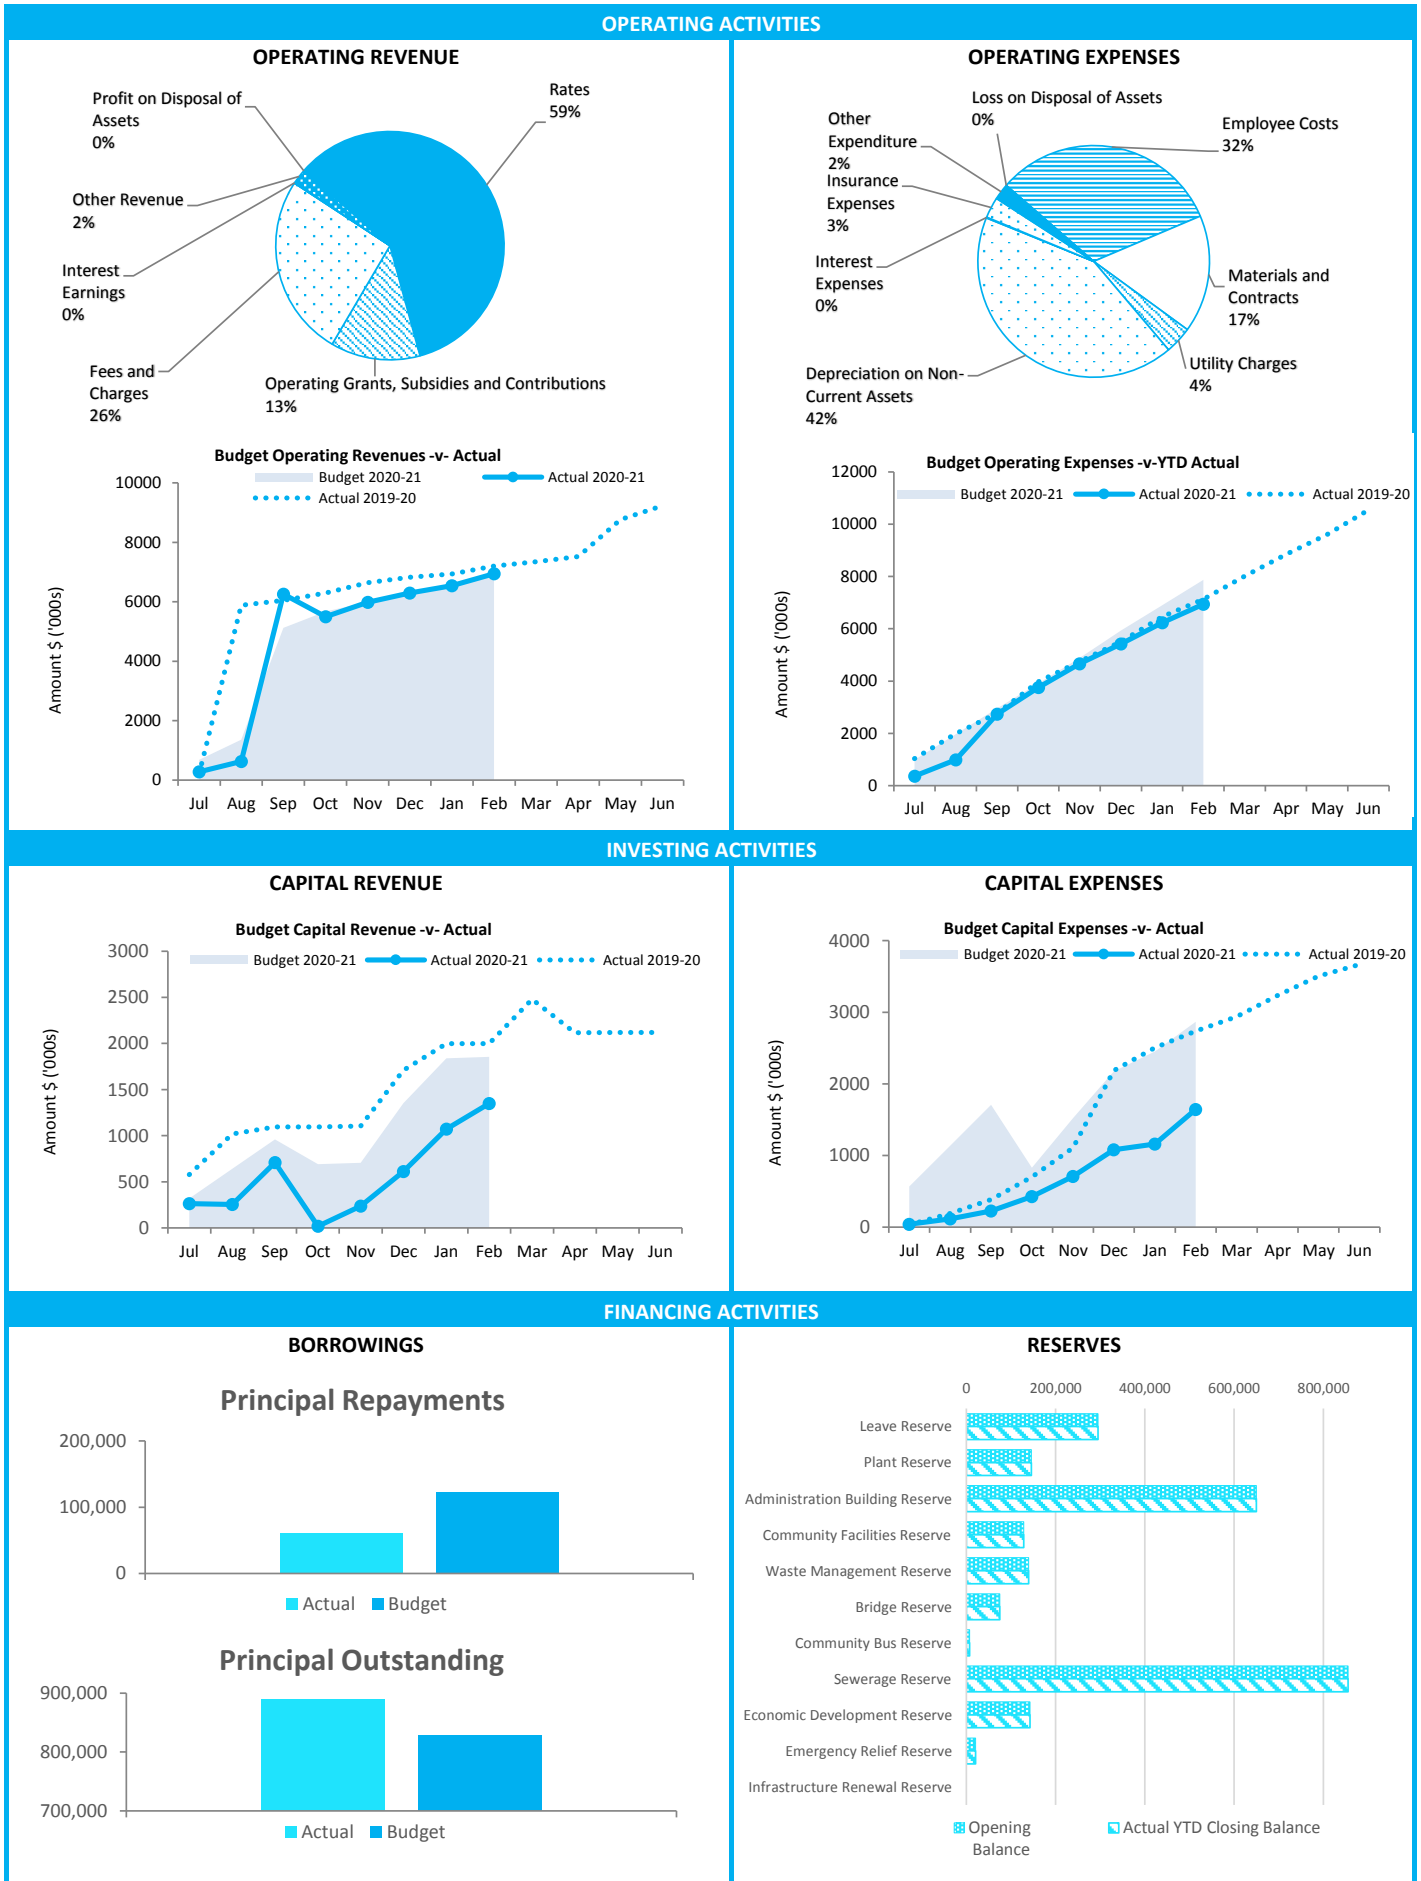 OPERATING ACTIVITIES
OPERATING REVENUE
Profit on Disposal of
Assets
0%
Rates
59%
Other Revenue
2%
Interest
Earnings
0%
Fees and
Charges
26%
Operating Grants, Subsidies and Contributions
13%
OPERATING EXPENSES
Loss on Disposal of Assets
0%
Other
Expenditure
2%
Employee Costs
32%
Insurance
Expenses
3%
Interest
Expenses
0%
Materials and
Contracts
17%
Utility Charges
4%
Depreciation on Non-
Current Assets
42%
Budget Operating Revenues -v- Actual
Budget 2020-21
Actual 2020-21
Actual 2019-20
Amount $ ('000s)
10000
8000
6000
4000
2000
0
Jul Aug Sep Oct Nov Dec Jan Feb Mar Apr May Jun
Budget Operating Expenses -v-YTD Actual
Budget 2020-21 Actual 2020-21 Actual 2019-20
Amount $ ('000s)
12000
10000
8000
6000
4000
2000
0
Jul Aug Sep Oct Nov Dec Jan Feb Mar Apr May Jun
INVESTING ACTIVITIES
CAPITAL REVENUE
Budget Capital Revenue -v- Actual
Budget 2020-21 Actual 2020-21 Actual 2019-20
Amount $ ('000s)
3000
2500
2000
1500
1000
500
0
Jul Aug Sep Oct Nov Dec Jan Feb Mar Apr May Jun
CAPITAL EXPENSES
Budget Capital Expenses -v- Actual
Budget 2020-21 Actual 2020-21 Actual 2019-20
Amount $ ('000s)
4000
3000
2000
1000
0
Jul Aug Sep Oct Nov Dec Jan Feb Mar Apr May Jun
FINANCING ACTIVITIES
BORROWINGS
Principal Repayments
200,000
100,000
0
Actual Budget
Principal Outstanding
900,000
800,000
700,000
Actual Budget
RESERVES
0 200,000 400,000 600,000 800,000
Leave Reserve
Plant Reserve
Administration Building Reserve
Community Facilities Reserve
Waste Management Reserve
Bridge Reserve
Community Bus Reserve
Sewerage Reserve
Economic Development Reserve
Emergency Relief Reserve
Infrastructure Renewal Reserve
Opening
Balance
Actual YTD Closing Balance